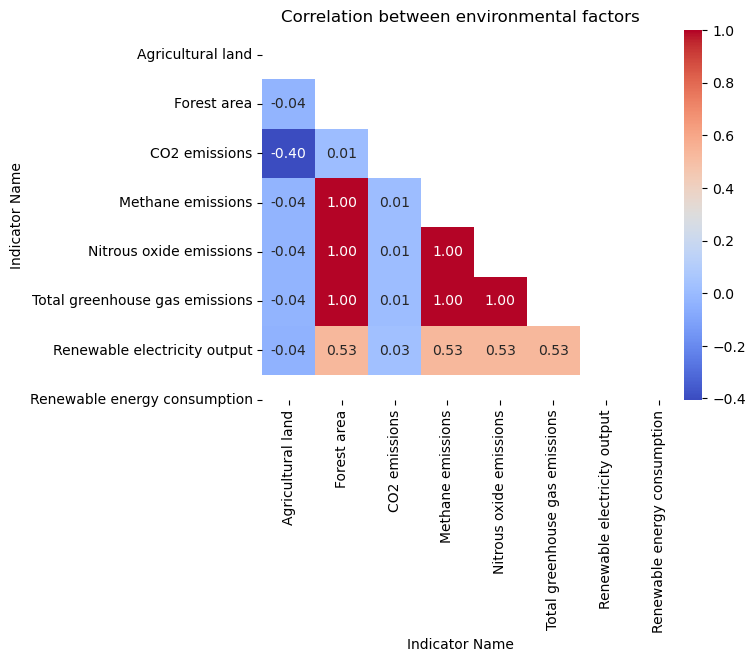 Correlation between environmental factors
Indicator Name
Agricultural land
Forest area -0.04
CO2 emissions -0.40 0.01
Methane emissions -0.04 1.00 0.01
Nitrous oxide emissions -0.04 1.00 0.01 1.00
Total greenhouse gas emissions -0.04 1.00 0.01 1.00 1.00
Renewable electricity output -0.04 0.53 0.03 0.53 0.53 0.53
Renewable energy consumption
1.0
0.8
0.6
0.4
0.2
0.0
−0.2
−0.4
Agricultural land
Forest area
CO2 emissions
Methane emissions
Nitrous oxide emissions
Total greenhouse gas emissions
Renewable electricity output
Renewable energy consumption
Indicator Name